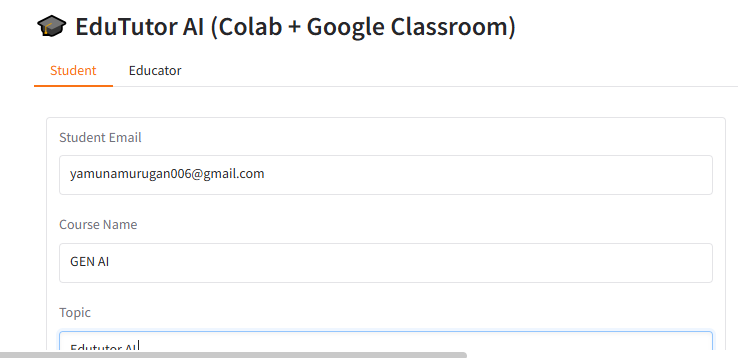 🎓 EduTutor AI (Colab + Google Classroom)
Student Educator
Student Email
yamunamurugan006@gmail.com
Course Name
GEN AI
Topic
Edututor AI